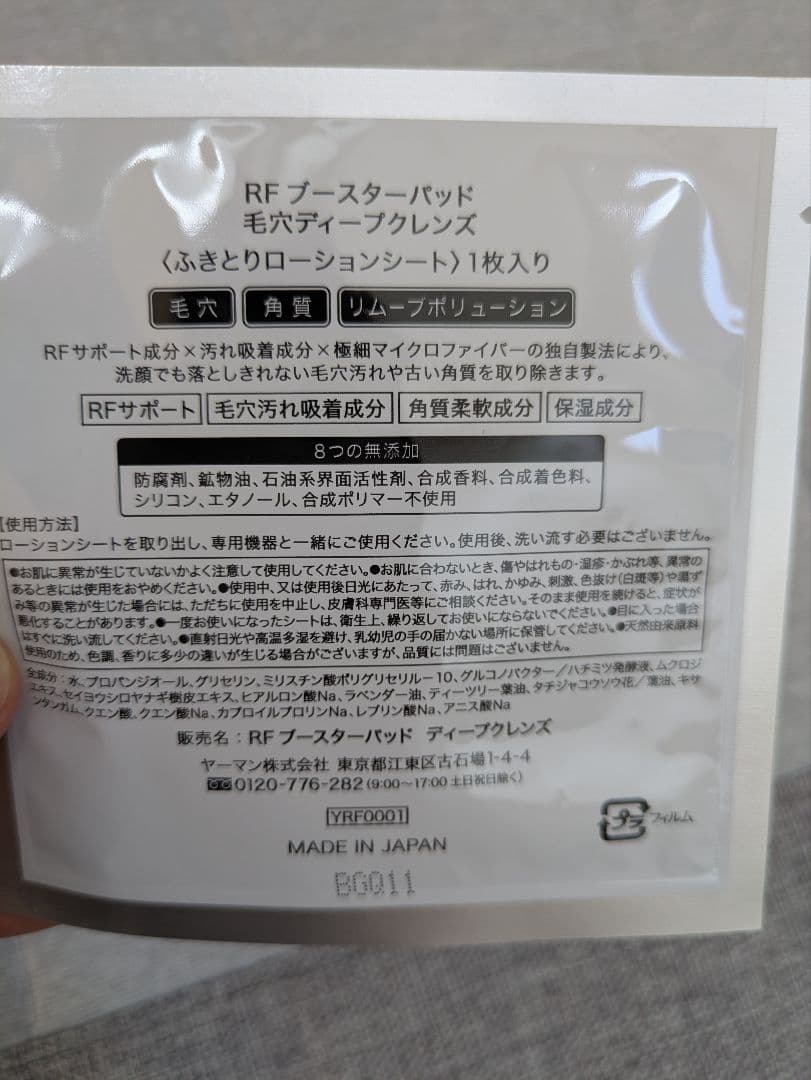 RF ブースターパッド
毛穴ディープクレンズ
〈ふきとりローションシート〉1枚入り
毛穴 角質 リムーブポリューション
RFサポート成分×汚れ吸着成分×極細マイクロファイバーの独自製法により、
洗顔でも落としきれない毛穴汚れや古い角質を取り除きます。
RFサポート 毛穴汚れ吸着成分 角質柔軟成分 保湿成分
8つの無添加
防腐剤、鉱物油、石油系界面活性剤、合成香料、合成着色料、
シリコン、エタノール、合成ポリマー不使用
【使用方法】
ローションシートを取り出し、専用機器と一緒にご使用ください。使用後、洗い流す必要はございません。
●お肌に異常が生じていないかよく注意して使用してください。●お肌に合わないとき、傷やはれもの・湿疹・かぶれ等、異常の
あるときには使用をおやめください。●使用中、又は使用後日光にあたって、赤み、はれ、かゆみ、刺激、色抜け(白斑等)や黒ず
み等の異常が生じた場合には、ただちに使用を中止し、皮膚科専門医等にご相談ください。そのまま使用を続けると、症状が
悪化することがあります。●一度お使いになったシートは、衛生上、繰り返してお使いにならないでください。●目に入った場合
はすぐに洗い流してください。●直射日光や高温多湿を避け、乳幼児の手の届かない場所に保管してください。●天然由来原料
使用のため、色調、香りに多少の違いが生じる場合がございますが、品質には問題はございません。
全成分：水、プロパンジオール、グリセリン、ミリスチン酸ポリグリセリル－10、グルコノバクター／ハチミツ発酵液、ムクロジ
エキス、セイヨウシロヤナギ樹皮エキス、ヒアルロン酸Na、ラベンダー油、ティーツリー葉油、タチジャコウソウ花／葉油、キサ
ンタンガム、クエン酸、クエン酸Na、カプロイルプロリンNa、レブリン酸Na、アニス酸Na
販売名：RF ブースターパッド ディープクレンズ
ヤーマン株式会社 東京都江東区古石場1-4-4
0120-776-282(9:00〜17:00 土日祝日除く)
YRF0001
プラ フィルム
MADE IN JAPAN
BGQ11